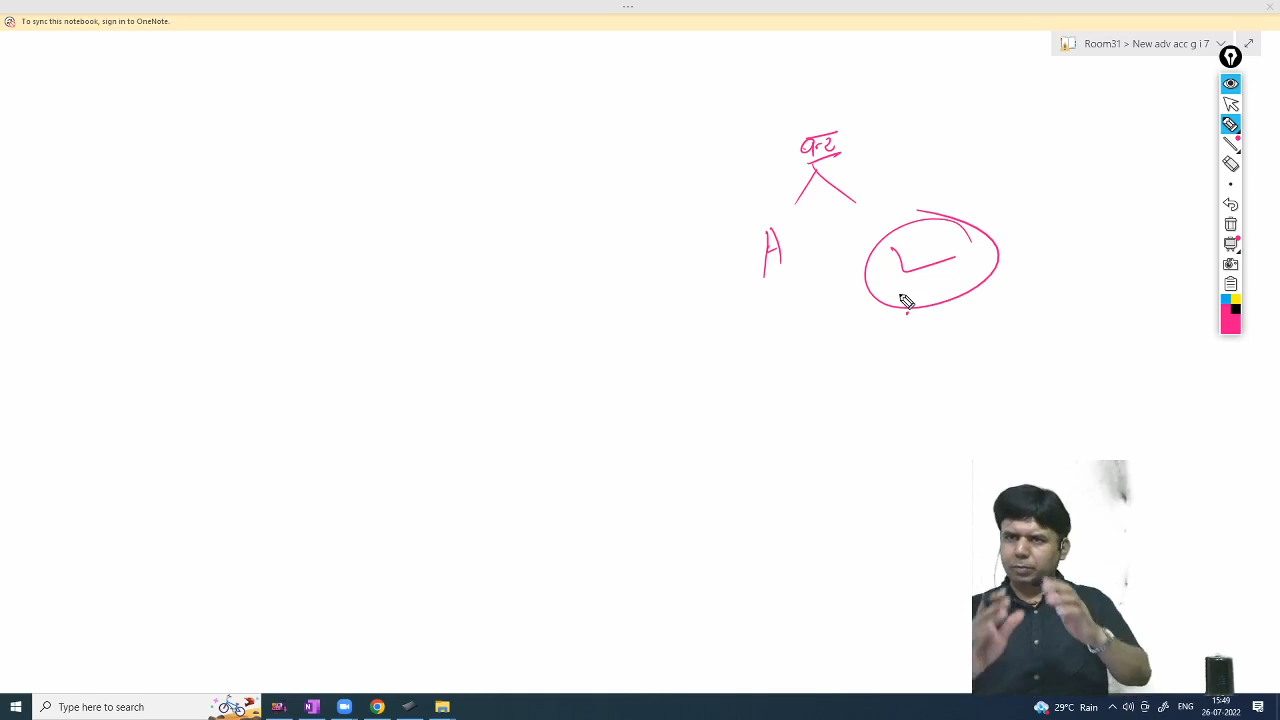 To sync this notebook, sign in to OneNote.
Room31 > New adv acc g i 7
A
Type here to search
29°C Rain
ENG
15:49
26-07-2022